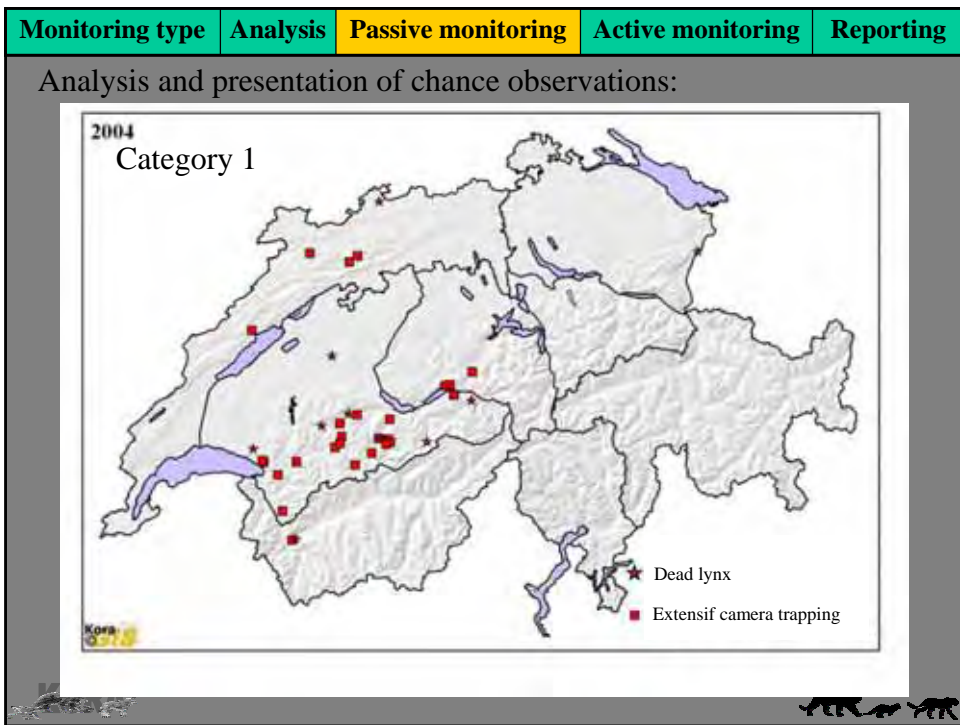 Monitoring type Analysis Passive monitoring Active monitoring Reporting
Analysis and presentation of chance observations:
2004
Category 1
Dead lynx
Extensif camera trapping
Kora